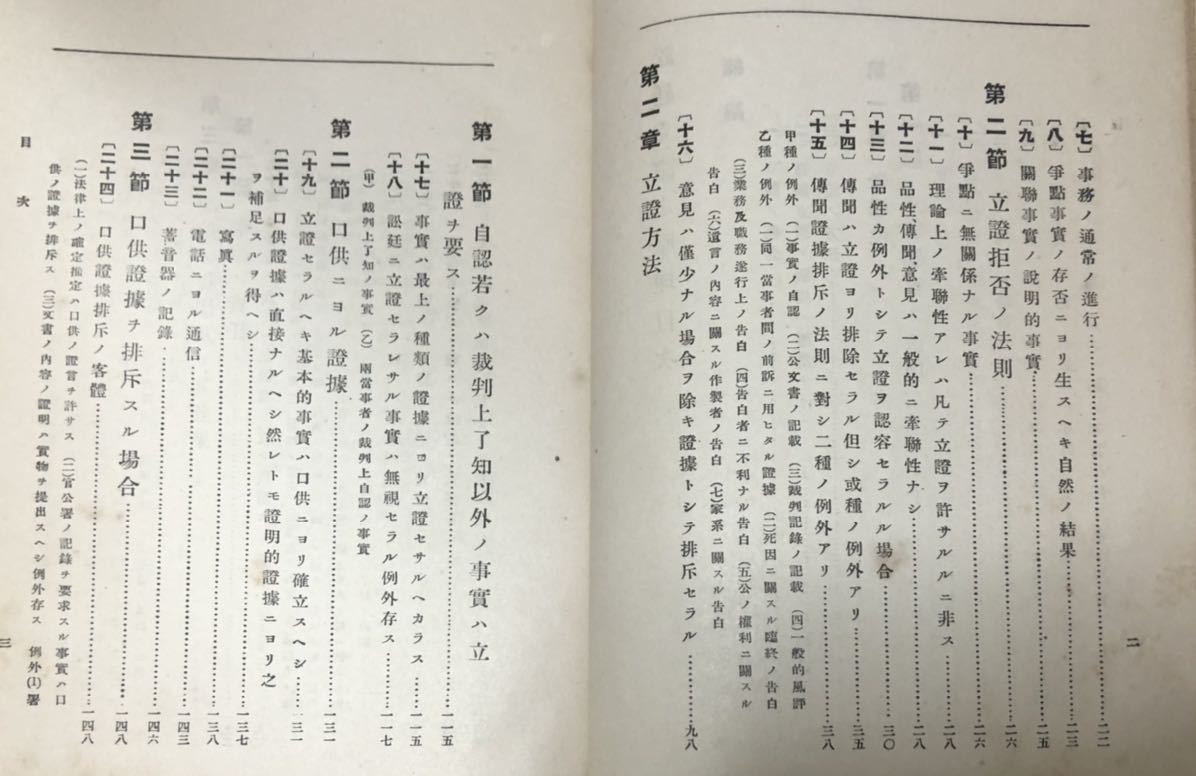 〔七〕 事務ノ通常ノ進行……二二
〔八〕 爭點事實ノ存否ニヨリ生スヘキ自然ノ結果……二三
〔九〕 關聯事實ノ說明的事實……二五
第二節 立證拒否ノ法則……二六
〔十〕 爭點ニ無關係ナル事實……二六
〔十一〕 理論上ノ牽聯性アレハ凡テ立證ヲ許サルルニ非ス……二八
〔十二〕 品性、傳聞、意見ハ一般的ニ牽聯性ナシ……二八
〔十三〕 品性カ例外トシテ立證ヲ認容セラルル場合……三〇
〔十四〕 傳聞ハ立證ヨリ排除セラル但シ或種ノ例外アリ……三五
〔十五〕 傳聞證據排斥ノ法則ニ對シ二種ノ例外アリ……三八
甲種ノ例外 (一)事實ノ自認 (二)公文書ノ記載 (三)裁判記錄ノ記載 (四)一般的風評
乙種ノ例外 (一)同一當事者間ノ前訴ニ用ヒタル證據 (二)死因ニ關スル臨終ノ告白
(三)業務及職務遂行上ノ告白 (四)告白者ニ不利ナル告白 (五)公ノ權利ニ關スル
告白 (六)遺言ノ內容ニ關スル作製者ノ告白 (七)家系ニ關スル告白
〔十六〕 意見ハ僅少ナル場合ヲ除キ證據トシテ排斥セラル……九八
第二章 立證方法
二
第一節 自認若クハ裁判上了知以外ノ事實ハ立
證ヲ要ス……一一五
〔十七〕 事實ハ最上ノ種類ノ證據ニヨリ立證セサルヘカラス……一一五
〔十八〕 訟廷ニ立證セラレサル事實ハ無視セラル例外存ス……一一七
(甲) 裁判上了知ノ事實 (乙) 兩當事者ノ裁判上自認ノ事實
第二節 口供ニヨル證據……一三一
〔十九〕 立證セラルヘキ基本的事實ハ口供ニヨリ確立スヘシ……一三一
〔二十〕 口供證據ハ直接ナルヘシ然レトモ證明的證據ニヨリ之
ヲ補足スルヲ得ヘシ……一三七
〔二十一〕 寫眞……一三七
〔二十二〕 電話ニヨル通信……一三八
〔二十三〕 蓄音器ノ記錄……一四三
第三節 口供證據ヲ排斥スル場合……一四八
〔二十四〕 口供證據排斥ノ客體……一四八
(一)法律上ノ確定推定ハ口供ノ證言ヲ許サス (二)官公署ノ記錄ヲ要求スル事實ハ口
供ノ證據ヲ排斥ス (三)文書ノ內容ノ證明ハ實物ヲ提出スヘシ例外存ス 例外(1)署
目次
三